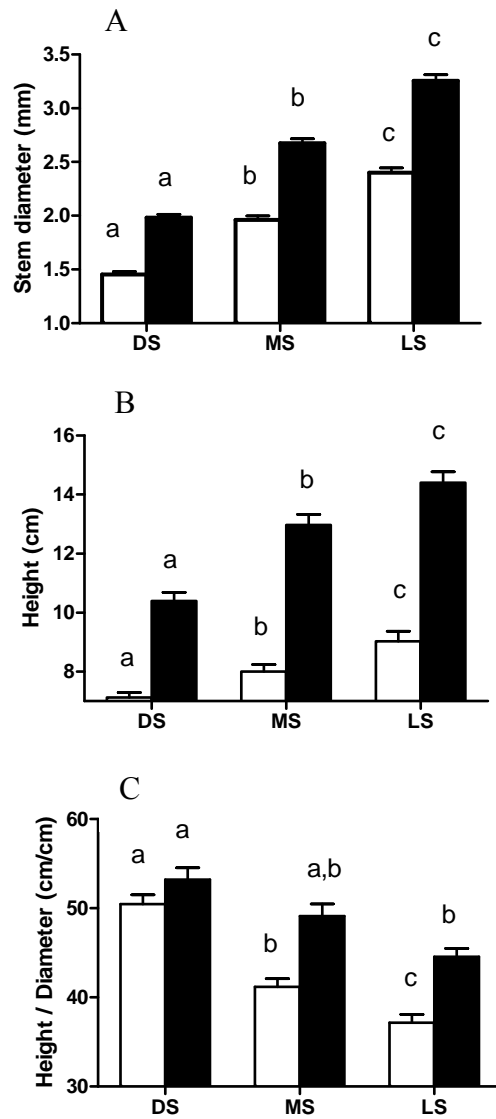 A
Stem diameter (mm)
3.5
3.0
2.5
2.0
1.5
1.0
a
a
b
b
c
c
DS
MS
LS
B
Height (cm)
16
14
12
10
8
a
a
b
b
c
c
DS
MS
LS
C
Height / Diameter (cm/cm)
60
50
40
30
a
a
b
a,b
c
b
DS
MS
LS